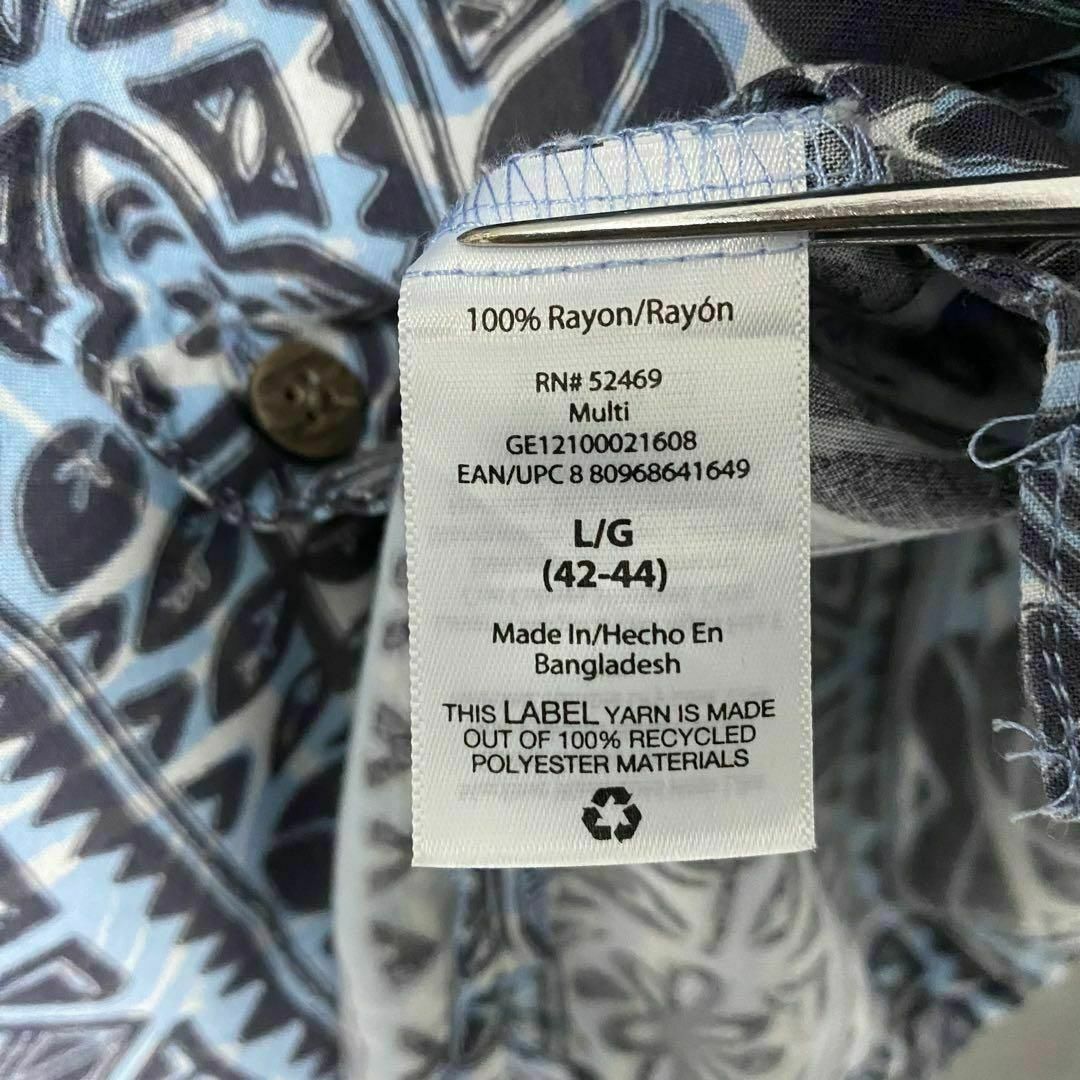 100% Rayon/Rayón
RN# 52469
Multi
GE12100021608
EAN/UPC 8 80968641649
L/G
(42-44)
Made In/Hecho En
Bangladesh
THIS LABEL YARN IS MADE
OUT OF 100% RECYCLED
POLYESTER MATERIALS